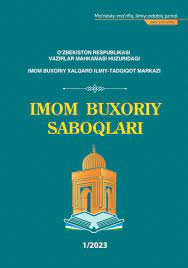 Ma'naviy-ma'rifiy, ilmiy-adabiy jurnal
O'ZBEKISTON RESPUBLIKASI
VAZIRLAR MAHKAMASI HUZURIDAGI
IMOM BUXORIY XALQARO ILMIY-TADQIQOT MARKAZI
IMOM BUXORIY
SABOQLARI
1/2023